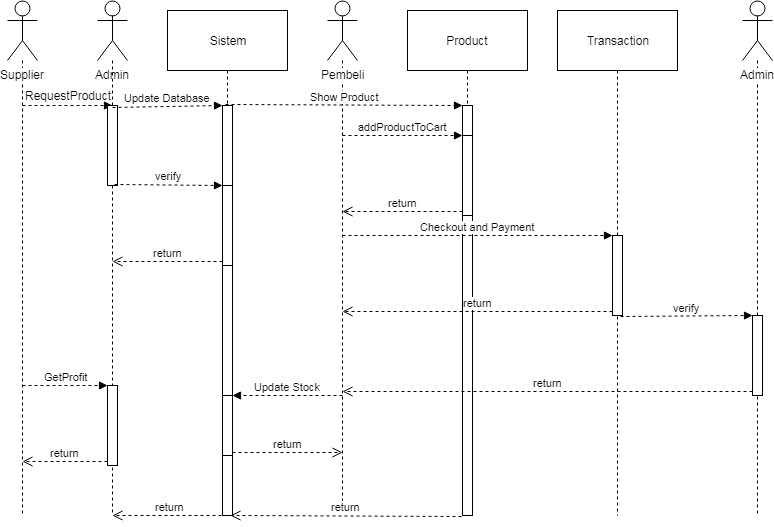 Sistem
Product
Transaction
Supplier
Admin
Pembeli
Admin
RequestProduct
Update Database
Show Product
addProductToCart
verify
return
Checkout and Payment
return
return
verify
GetProfit
Update Stock
return
return
return
return
return